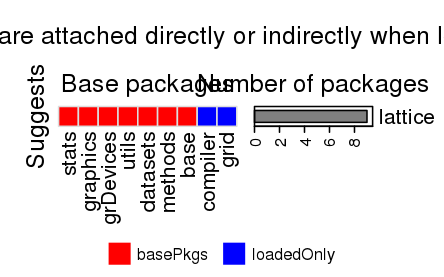 are attached directly or indirectly when
Base packages
Number of packages
Suggests
lattice
stats
graphics
grDevices
utils
datasets
methods
base
compiler
grid
0
2
4
6
8
basePkgs
loadedOnly